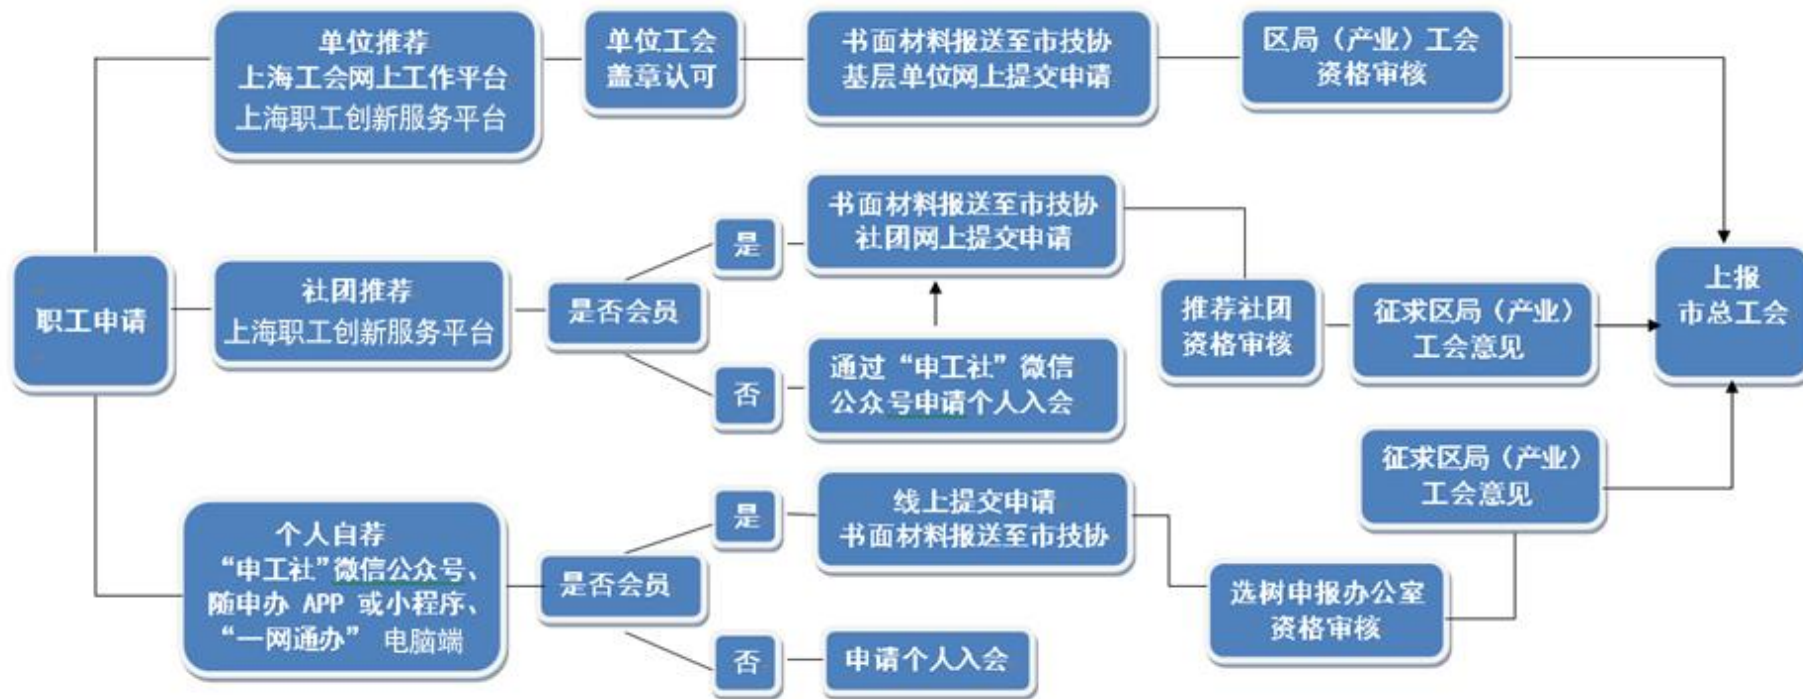 单位推荐
上海工会网上工作平台
上海职工创新服务平台
单位工会
盖章认可
书面材料报送至市技协
基层单位网上提交申请
区局（产业）工会
资格审核
职工申请
社团推荐
上海职工创新服务平台
是否会员
是
书面材料报送至市技协
社团网上提交申请
否
通过“申工社”微信
公众号申请个人入会
推荐社团
资格审核
征求区局（产业）
工会意见
上报
市总工会
个人自荐
“申工社”微信公众号、
随申办 APP 或小程序、
“一网通办” 电脑端
是否会员
是
线上提交申请
书面材料报送至市技协
否
申请个人入会
选树申报办公室
资格审核
征求区局（产业）
工会意见